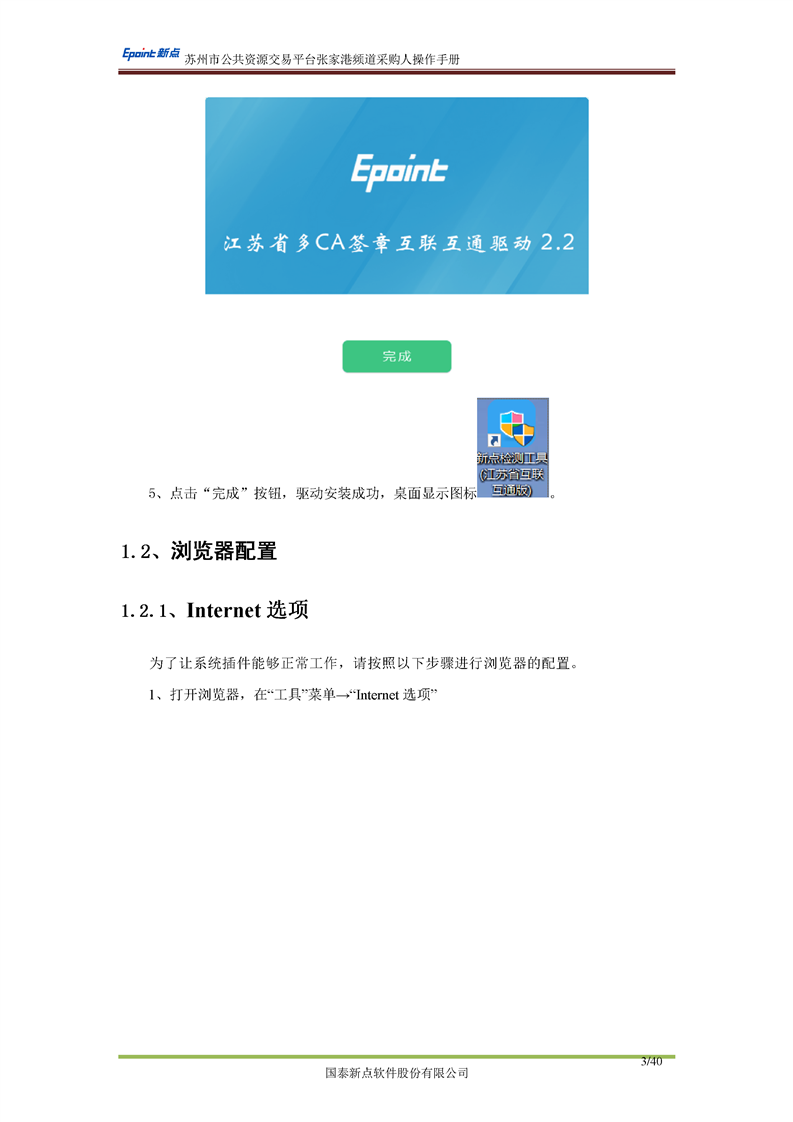 Epoint新点 苏州市公共资源交易平台张家港频道采购人操作手册
Epoint
江苏省多CA签章互联互通驱动 2.2
完成
新点检测工具
(江苏省互联
互通版)
5、点击“完成”按钮，驱动安装成功，桌面显示图标。
1.2、浏览器配置
1.2.1、Internet 选项
为了让系统插件能够正常工作，请按照以下步骤进行浏览器的配置。
1、打开浏览器，在“工具”菜单→“Internet 选项”
3/40
国泰新点软件股份有限公司